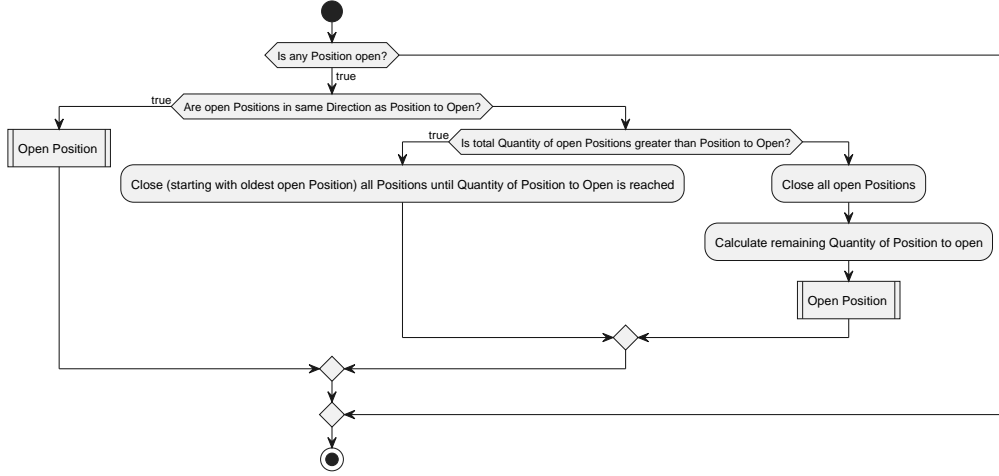 Is any Position open?
true
true
Are open Positions in same Direction as Position to Open?
Open Position
true
Is total Quantity of open Positions greater than Position to Open?
Close (starting with oldest open Position) all Positions until Quantity of Position to Open is reached
Close all open Positions
Calculate remaining Quantity of Position to open
Open Position